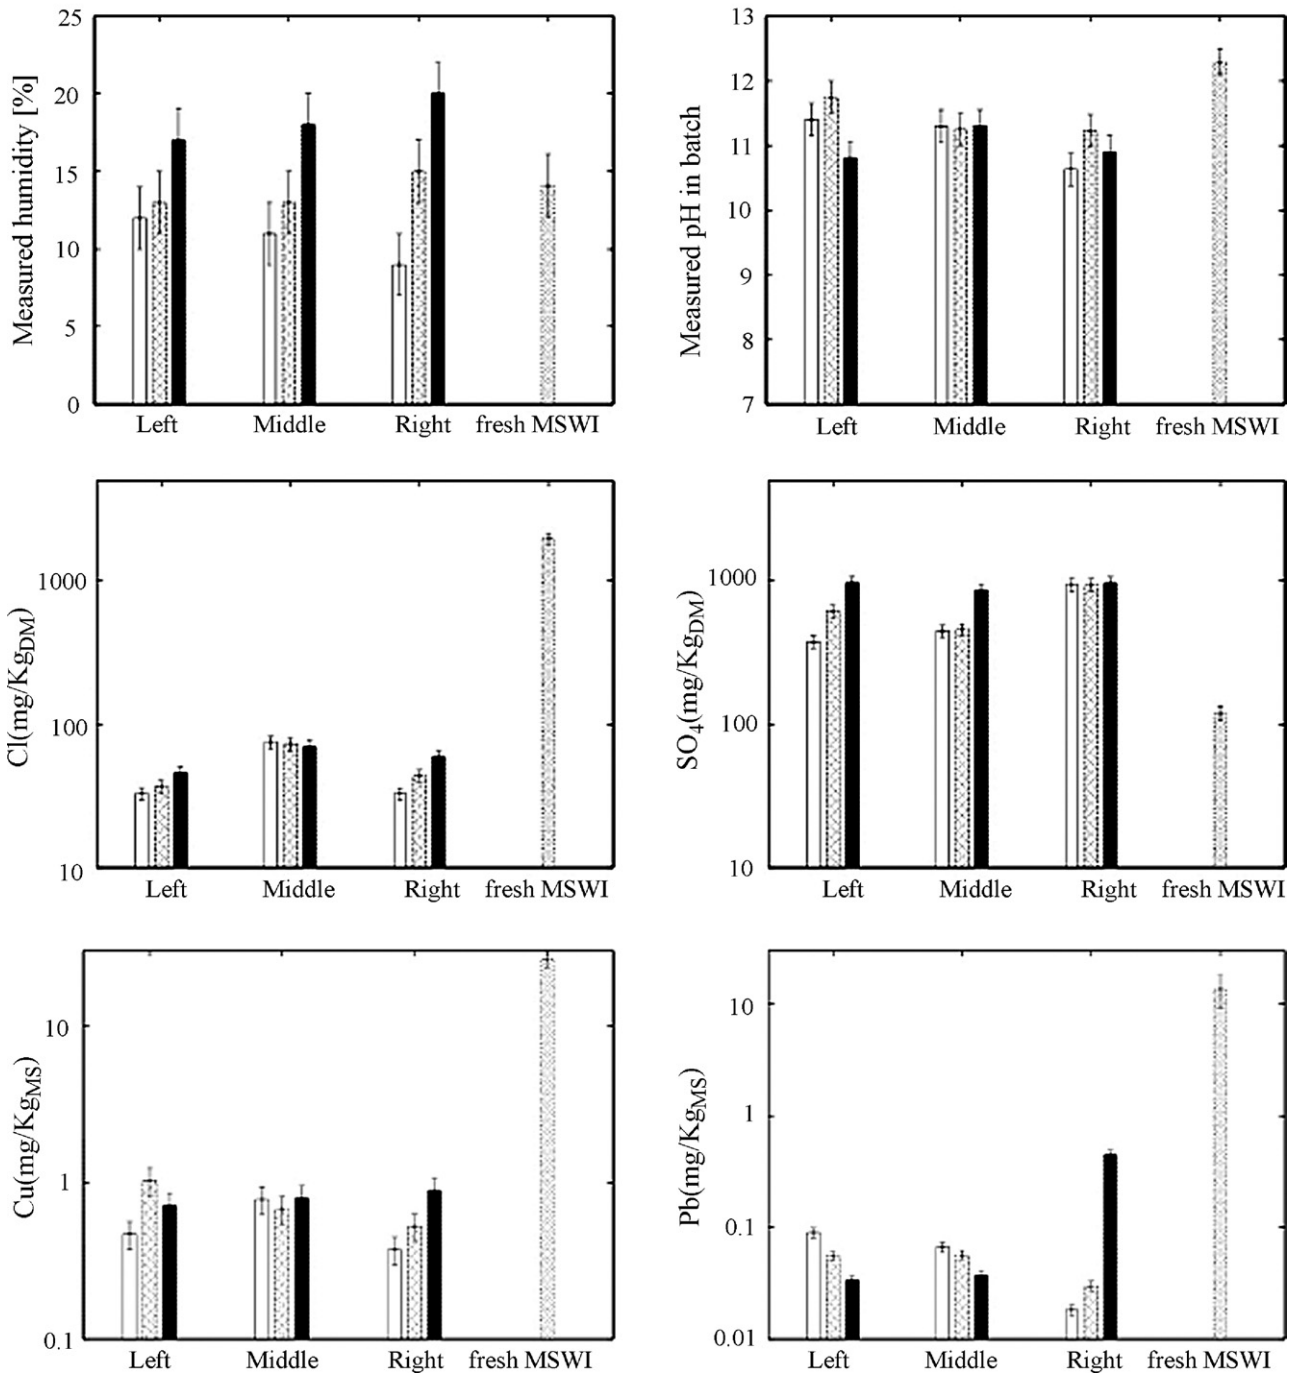 Measured humidity [%]
25
20
15
10
5
0
Left Middle Right fresh MSWI
Measured pH in batch
13
12
11
10
9
8
7
Left Middle Right fresh MSWI
Cl(mg/Kg_DM)
1000
100
10
Left Middle Right fresh MSWI
SO4(mg/Kg_DM)
1000
100
10
Left Middle Right fresh MSWI
Cu(mg/Kg_MS)
10
1
0.1
Left Middle Right fresh MSWI
Pb(mg/Kg_MS)
10
1
0.1
0.01
Left Middle Right fresh MSWI